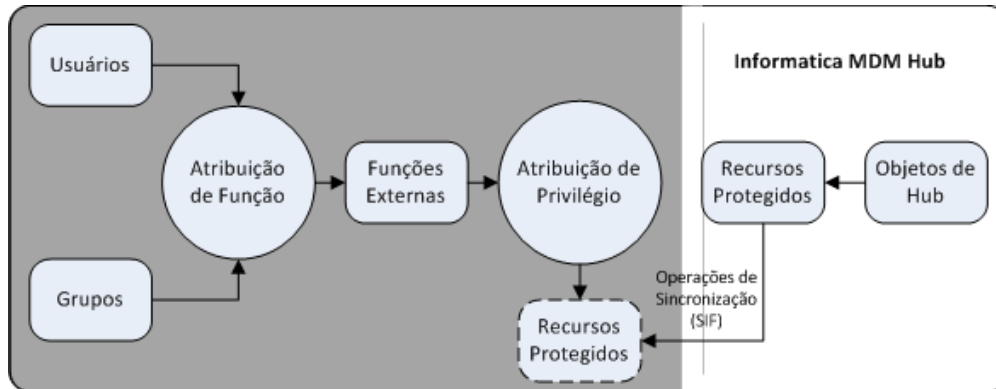 Usuários
Informatica MDM Hub
Atribuição
de Função
Funções
Externas
Atribuição de
Privilégio
Recursos
Protegidos
Objetos de
Hub
Grupos
Operações de
Sincronização
(SIF)
Recursos
Protegidos